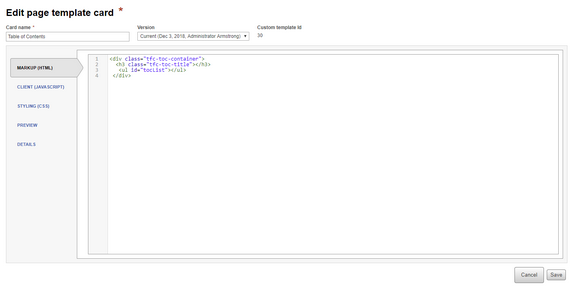 Edit page template card *
Card name * Version Custom template id
Table of Contents Current (Dec 3, 2018, Administrator Armstrong) 30
MARKUP (HTML)
CLIENT (JAVASCRIPT)
STYLING (CSS)
PREVIEW
DETAILS
1 <div class="tfc-toc-container">
2 <h3 class="tfc-toc-title"></h3>
3 <ul id="tocList"></ul>
4 </div>
Cancel Save